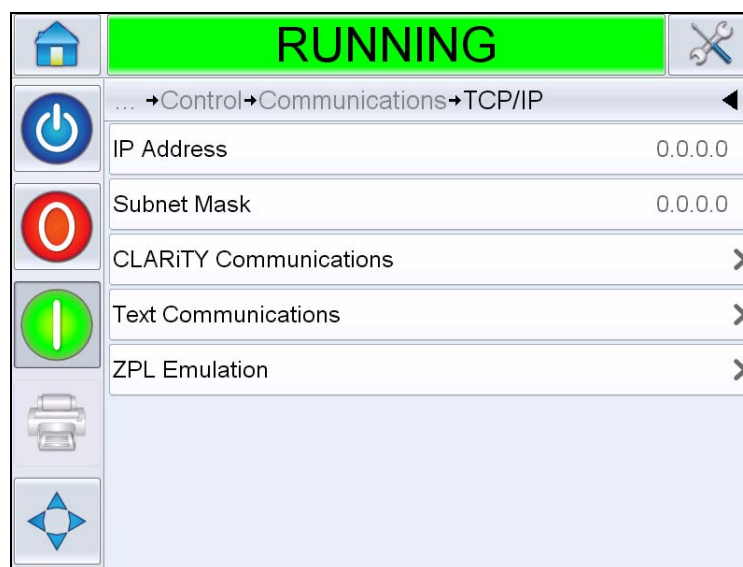 RUNNING
... →Control→Communications→TCP/IP
IP Address 0.0.0.0
Subnet Mask 0.0.0.0
CLARiTY Communications
Text Communications
ZPL Emulation